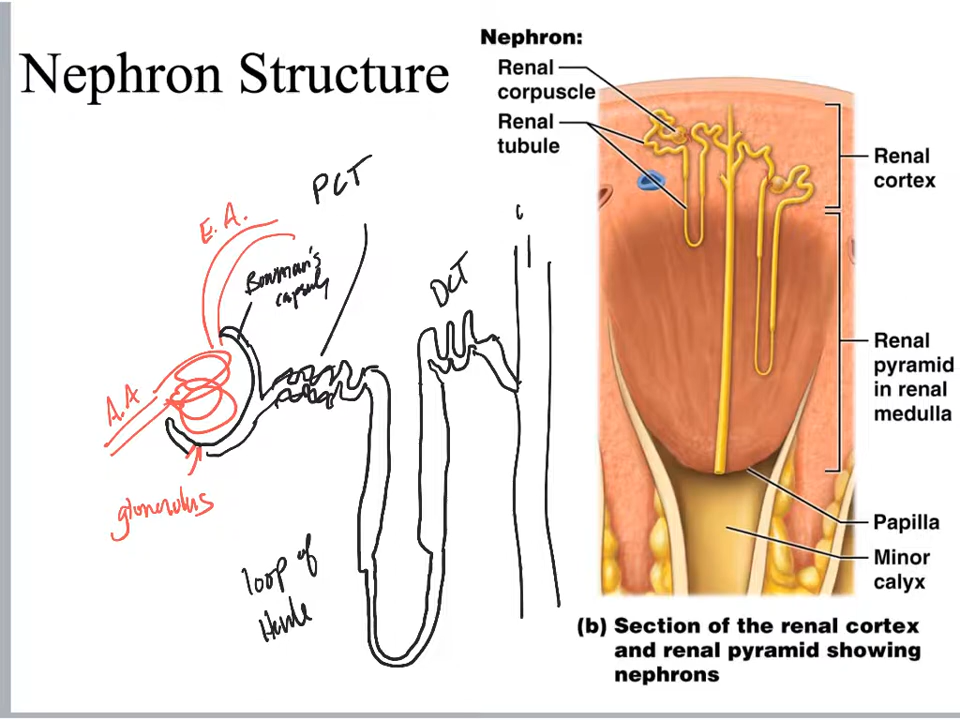 Nephron Structure
Nephron:
Renal
corpuscle
Renal
tubule
Renal
cortex
Renal
pyramid
in renal
medulla
Papilla
Minor
calyx
(b) Section of the renal cortex
and renal pyramid showing
nephrons
PCT
E.A.
Bowman's
capsule
DCT
A.A
glomerulus
loop of
Henle